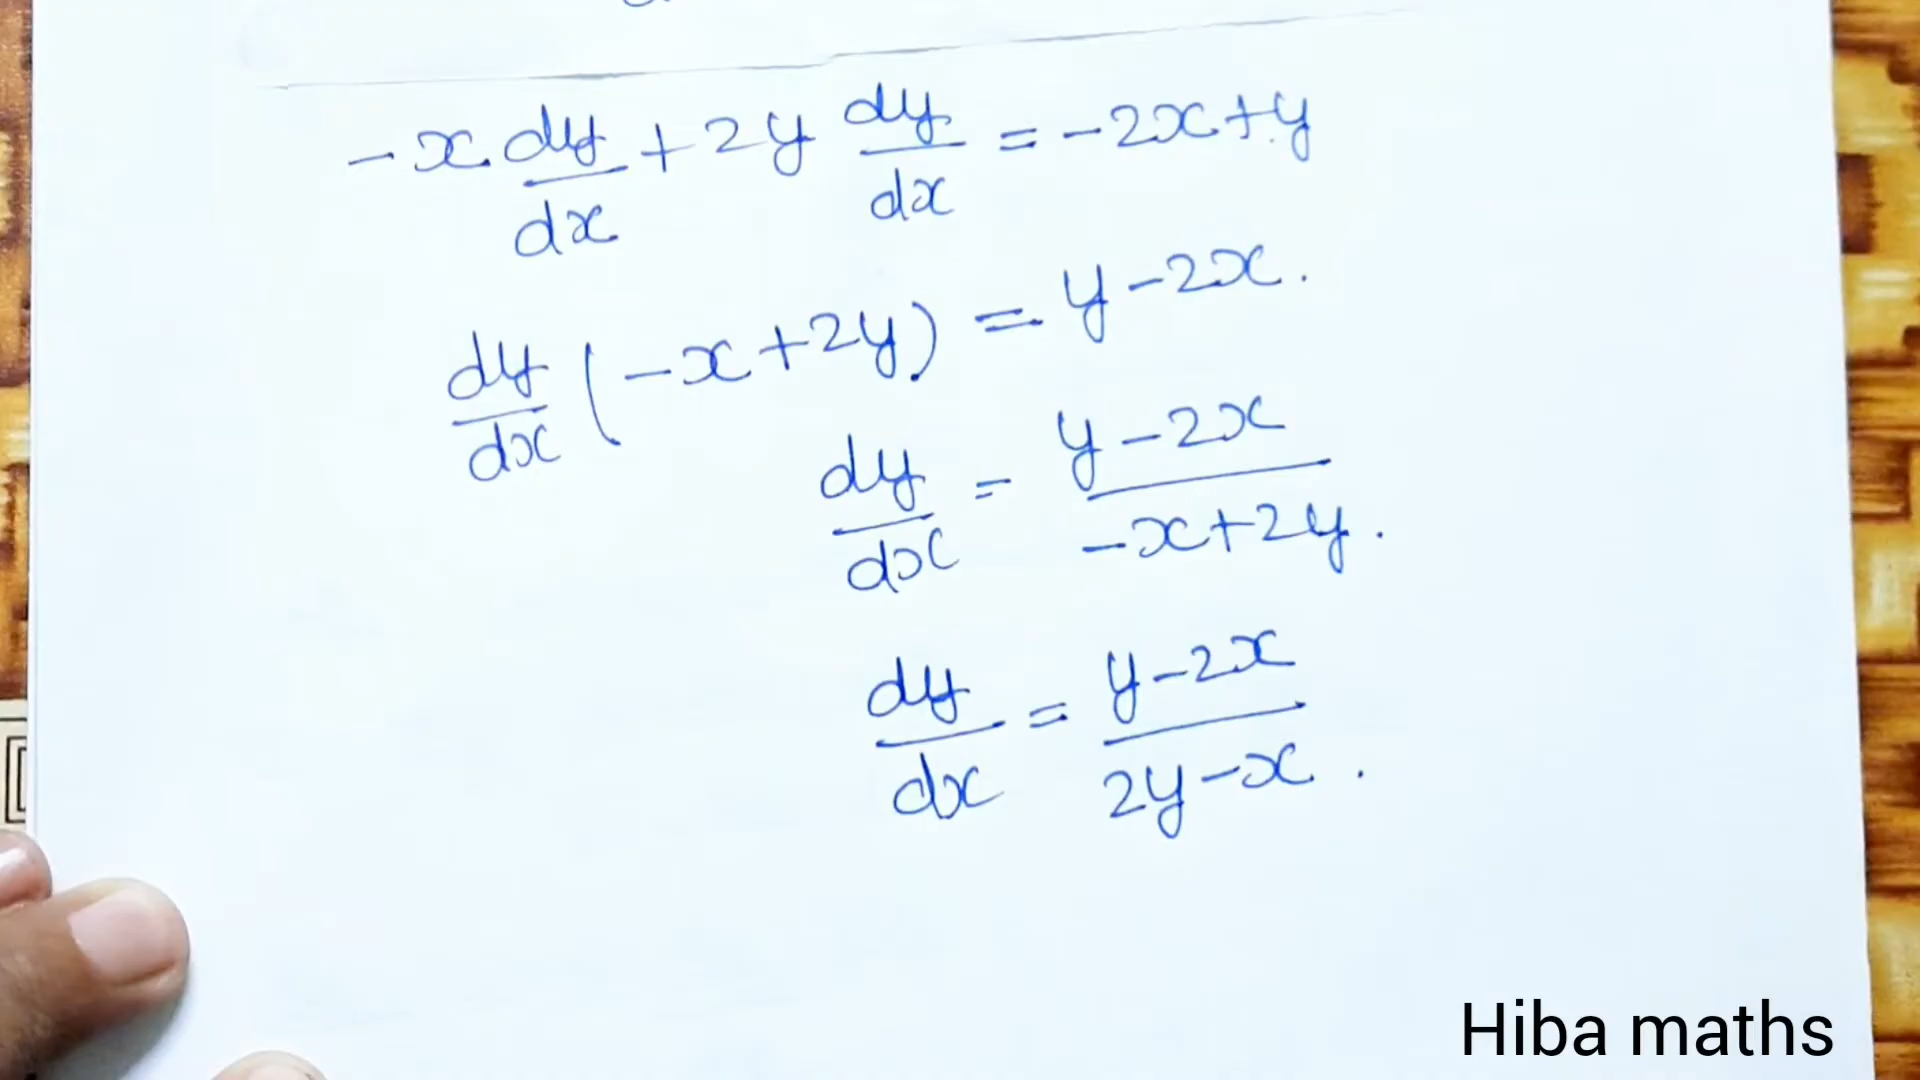 -x dy/dx + 2y dy/dx = -2x+y
dy/dx (-x+2y) = y-2x.
dy/dx = y-2x/-x+2y.
dy/dx = y-2x/2y-x.
Hiba maths